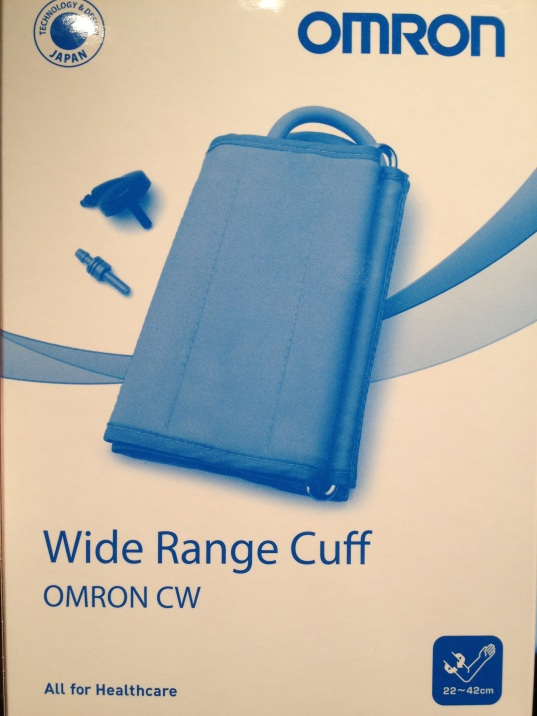 TECHNOLOGY & DESIGN
JAPAN
OMRON
Wide Range Cuff
OMRON CW
All for Healthcare
22~42cm